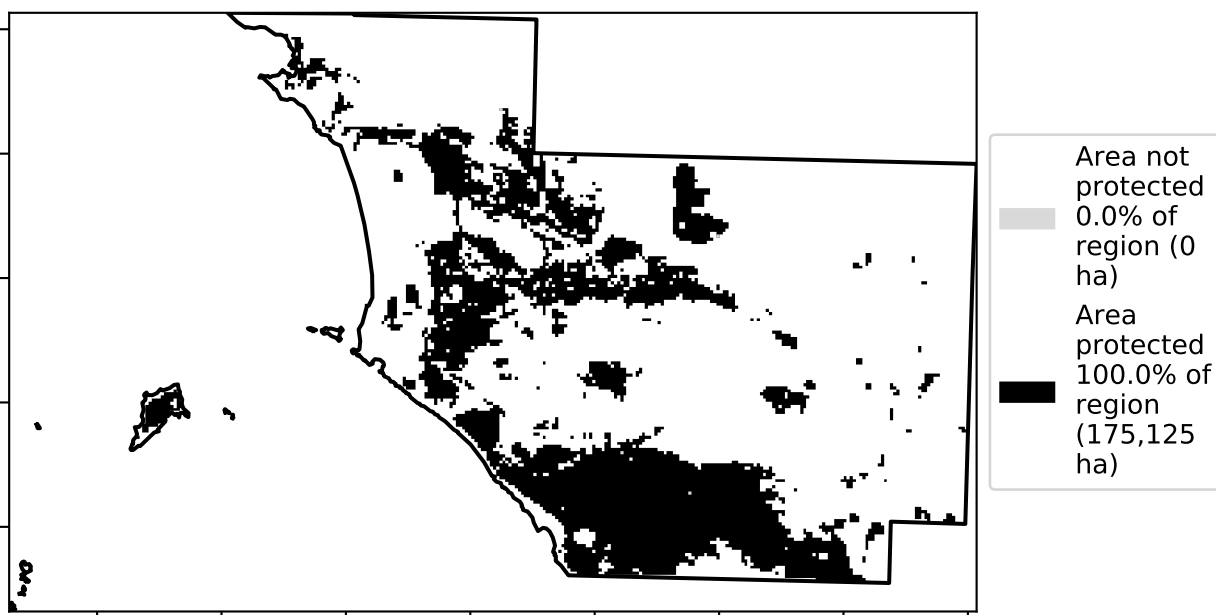 Area not
protected
0.0% of
region (0
ha)
Area
protected
100.0% of
region
(175,125
ha)